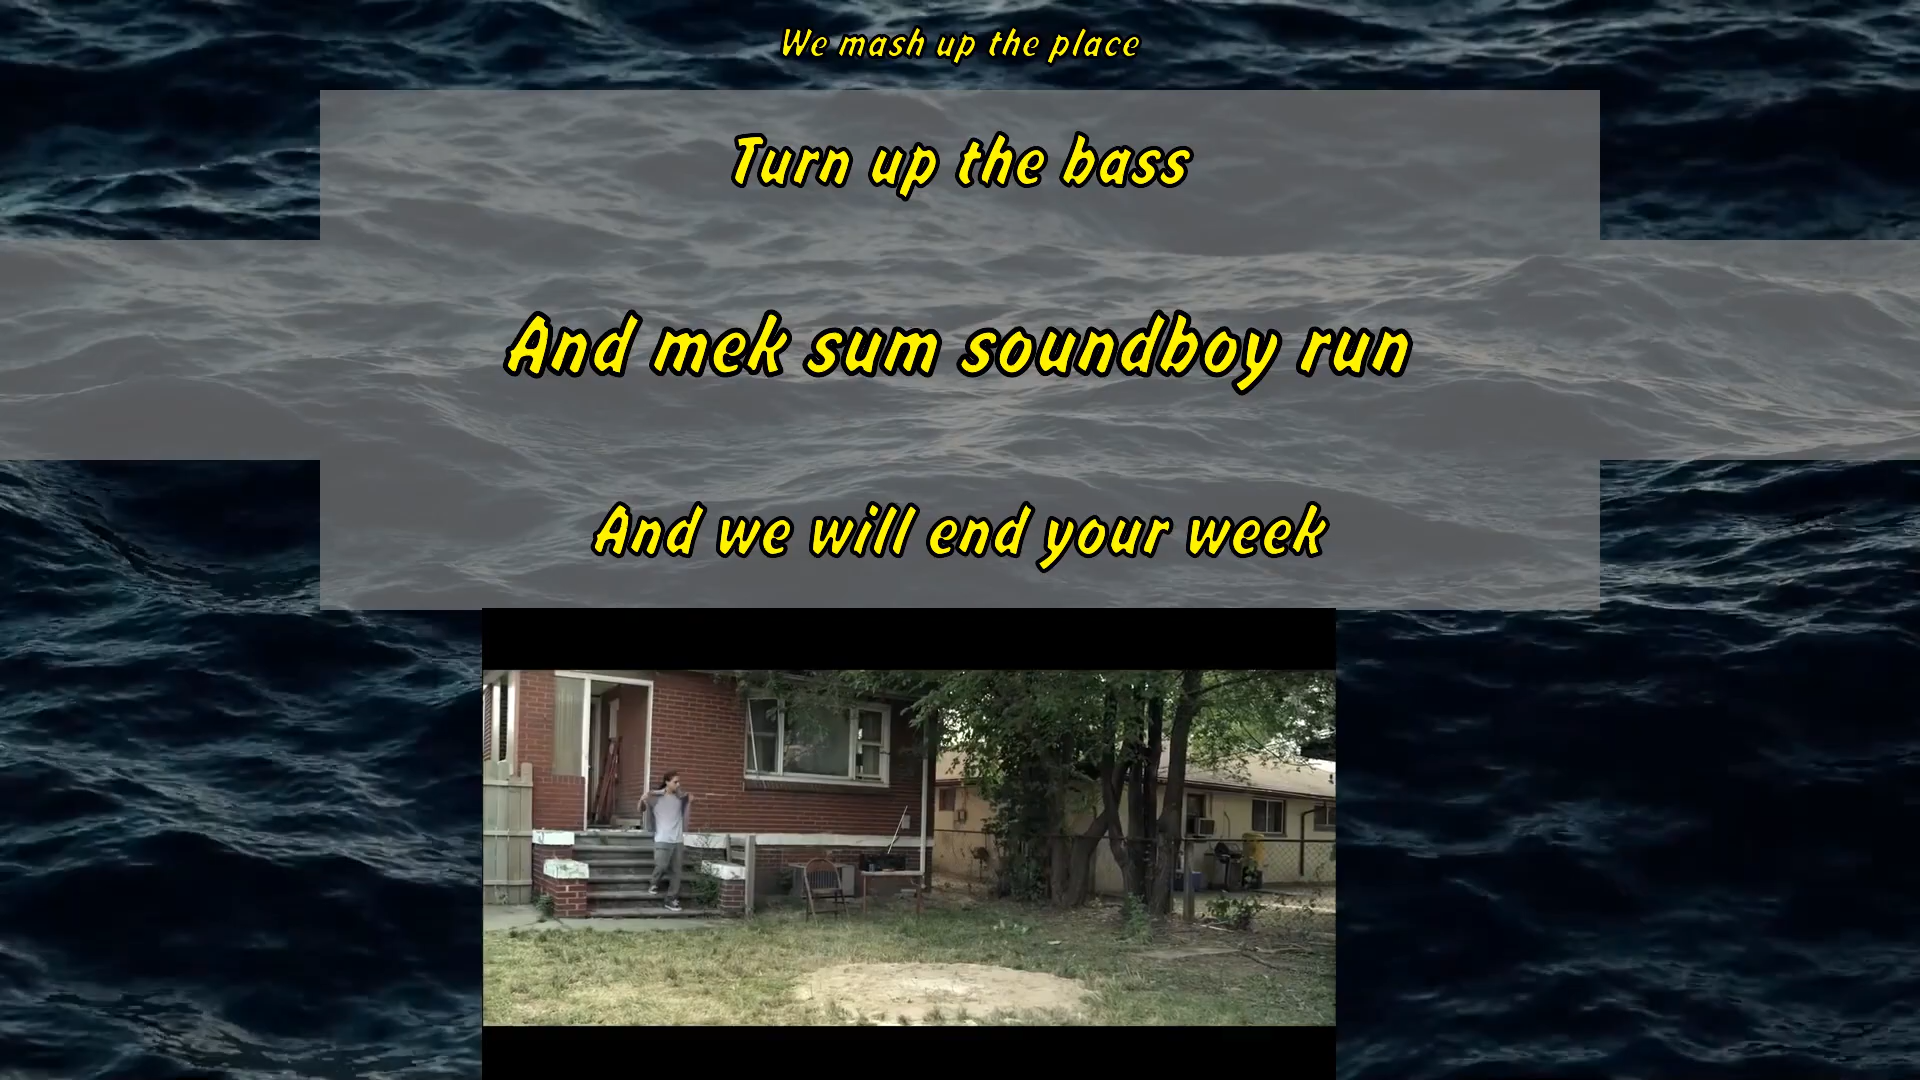 We mash up the place
Turn up the bass
And mek sum soundboy run
And we will end your week